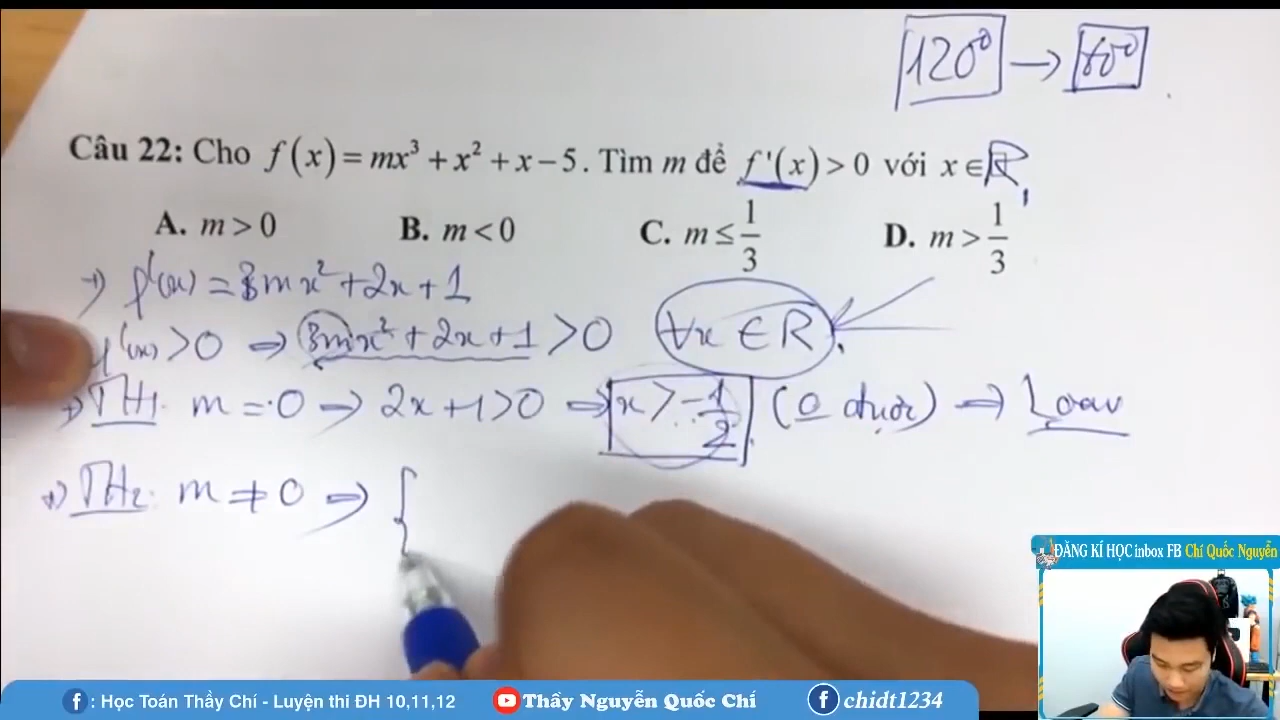 120⁰ → 60⁰
Câu 22: Cho f(x) = mx³ + x² + x – 5. Tìm m để f'(x) > 0 với x ∈ R
A. m > 0 B. m < 0 C. m ≤ 1/3 D. m > 1/3
→ f'(x) = 3mx² + 2x + 1
f'(x) > 0 → 3mx² + 2x + 1 > 0 ∀x ∈ R.
→ TH1: m = 0 → 2x + 1 > 0 → x > -1/2 (0 được) → Loại
→ TH2: m ≠ 0 → {
ĐĂNG KÍ HỌC inbox FB Chí Quốc Nguyễn
f : Học Toán Thầy Chí - Luyện thi ĐH 10,11,12 Thầy Nguyễn Quốc Chí f chidt1234